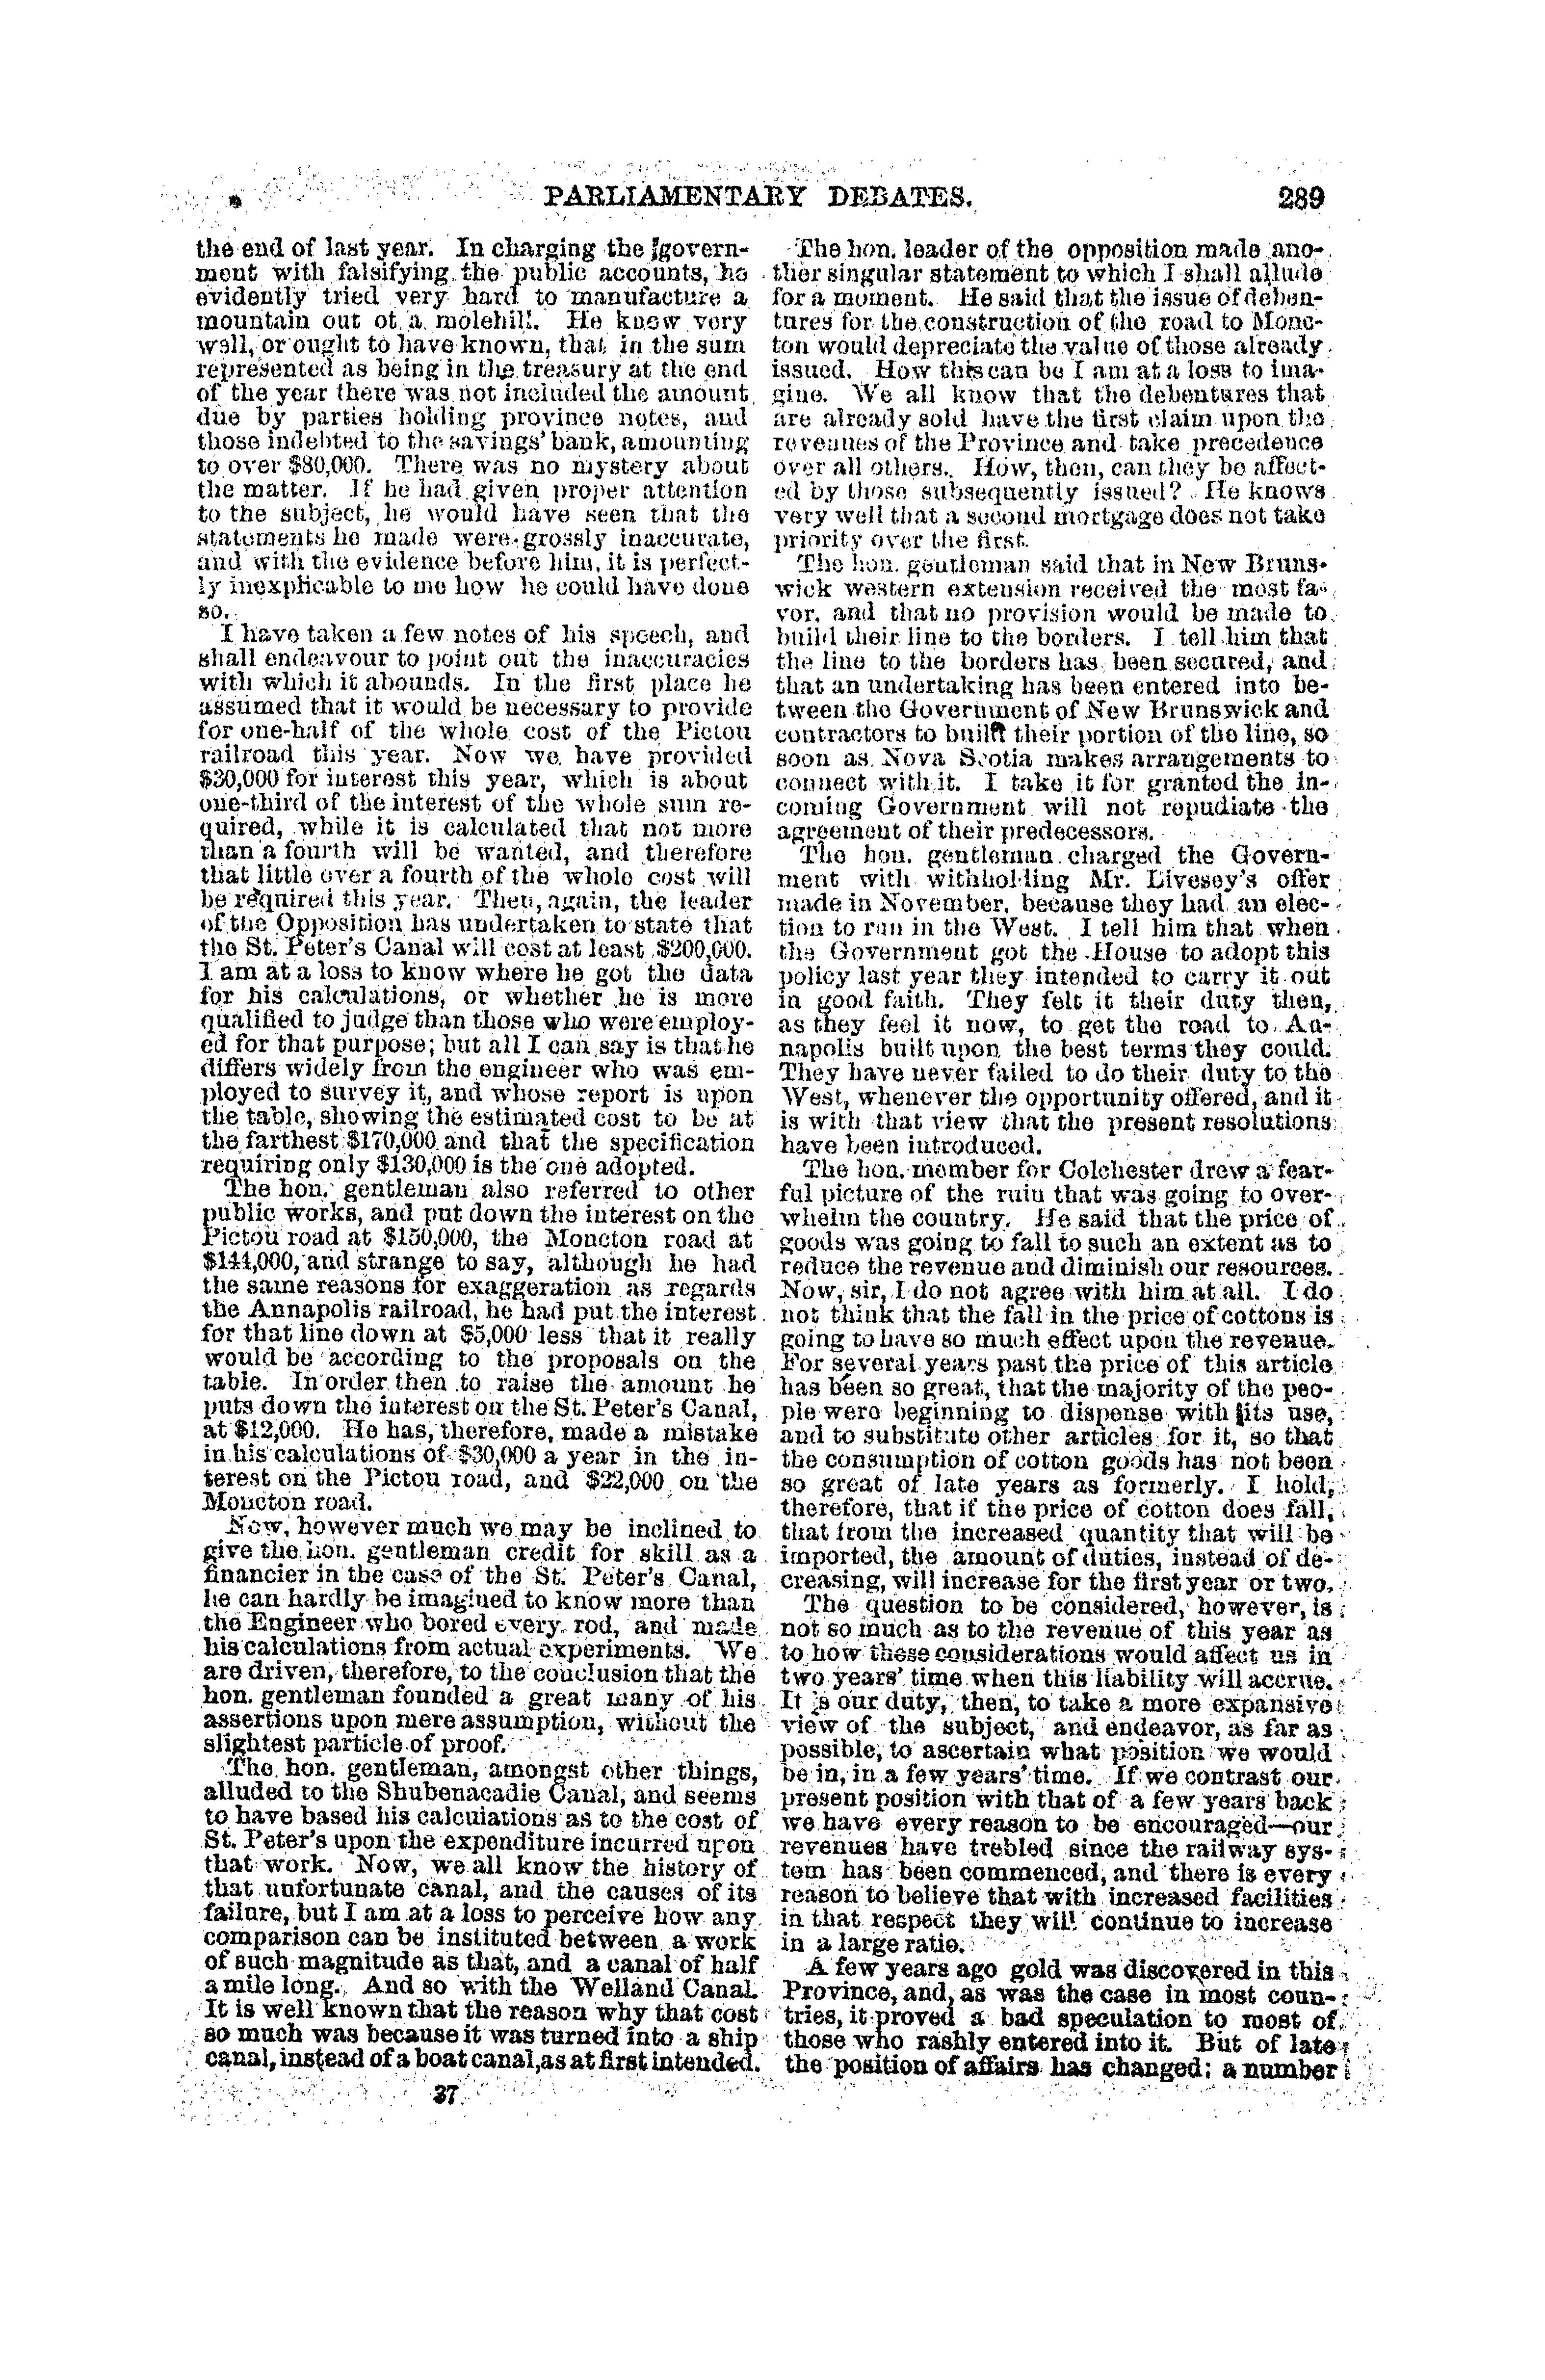 PARLIAMENTARY DEBATES.
289
the end of last year. In charging the govern-
ment with falsifying the public accounts, he
evidently tried very hard to manufacture a
mountain out ot a molehill. He knew very
well, or ought to have known, that in the sum
represented as being in the treasury at the end
of the year there was not included the amount
due by parties holding province notes, and
those indebted to the savings' bank, amounting
to over $80,000. There was no mystery about
the matter. If he had given proper attention
to the subject, he would have seen that the
statements he made were grossly inaccurate,
and with the evidence before him, it is perfect-
ly inexplicable to me how he could have done
so.
I have taken a few notes of his speech, and
shall endeavour to point out the inaccuracies
with which it abounds. In the first place he
assumed that it would be necessary to provide
for one-half of the whole cost of the Pictou
railroad this year. Now we have provided
$30,000 for interest this year, which is about
one-third of the interest of the whole sum re-
quired, while it is calculated that not more
than a fourth will be wanted, and therefore
that little over a fourth of the whole cost will
be required this year. Then, again, the leader
of the Opposition has undertaken to state that
the St. Peter's Canal will cost at least $200,000.
I am at a loss to know where he got the data
for his calculations, or whether he is more
qualified to judge than those who were employ-
ed for that purpose; but all I can say is that he
differs widely from the engineer who was em-
ployed to survey it, and whose report is upon
the table, showing the estimated cost to be at
the farthest $170,000 and that the specification
requiring only $130,000 is the one adopted.
The hon. gentleman also referred to other
public works, and put down the interest on the
Pictou road at $150,000, the Moncton road at
$144,000, and strange to say, although he had
the same reasons for exaggeration as regards
the Annapolis railroad, he had put the interest
for that line down at $5,000 less that it really
would be according to the proposals on the
table. In order then to raise the amount he
puts down the interest on the St. Peter's Canal,
at $12,000. He has, therefore, made a mistake
in his calculations of $30,000 a year in the in-
terest on the Pictou road, and $22,000 on the
Moncton road.
Now, however much we may be inclined to
give the hon. gentleman credit for skill as a
financier in the case of the St. Peter's Canal,
he can hardly be imagined to know more than
the Engineer who bored every rod, and made
his calculations from actual experiments. We
are driven, therefore, to the conclusion that the
hon. gentleman founded a great many of his
assertions upon mere assumption, without the
slightest particle of proof.
The hon. gentleman, amongst other things,
alluded to the Shubenacadie Canal, and seems
to have based his calculations as to the cost of
St. Peter's upon the expenditure incurred upon
that work. Now, we all know the history of
that unfortunate canal, and the causes of its
failure, but I am at a loss to perceive how any
comparison can be instituted between a work
of such magnitude as that, and a canal of half
a mile long. And so with the Welland Canal.
It is well known that the reason why that cost
so much was because it was turned into a ship
canal, instead of a boat canal, as at first intended.
37
The hon. leader of the opposition made ano-
ther singular statement to which I shall allude
for a moment. He said that the issue of deben-
tures for the construction of the road to Monc-
ton would depreciate the value of those already
issued. How this can be I am at a loss to ima-
gine. We all know that the debentures that
are already sold have the first claim upon the
revenues of the Province and take precedence
over all others. How, then, can they be affect-
ed by those subsequently issued? He knows
very well that a second mortgage does not take
priority over the first.
The hon. gentleman said that in New Bruns-
wick western extension received the most fa-
vor, and that no provision would be made to
build their line to the borders. I tell him that
the line to the borders has been secured, and
that an undertaking has been entered into be-
tween the Government of New Brunswick and
contractors to built their portion of the line, so
soon as Nova Scotia makes arrangements to
connect with it. I take it for granted the in-
coming Government will not repudiate the
agreement of their predecessors.
The hon. gentleman charged the Govern-
ment with withholding Mr. Livesey's offer
made in November, because they had an elec-
tion to run in the West. I tell him that when
the Government got the House to adopt this
policy last year they intended to carry it out
in good faith. They felt it their duty then,
as they feel it now, to get the road to An-
napolis built upon the best terms they could.
They have never failed to do their duty to the
West, whenever the opportunity offered, and it
is with that view that the present resolutions
have been introduced.
The hon. member for Colchester drew a fear-
ful picture of the ruin that was going to over-
whelm the country. He said that the price of
goods was going to fall to such an extent as to
reduce the revenue and diminish our resources.
Now, sir, I do not agree with him at all. I do
not think that the fall in the price of cottons is
going to have so much effect upon the revenue.
For several years past the price of this article
has been so great, that the majority of the peo-
ple were beginning to dispense with its use,
and to substitute other articles for it, so that
the consumption of cotton goods has not been
so great of late years as formerly. I hold,
therefore, that if the price of cotton does fall,
that from the increased quantity that will be
imported, the amount of duties, instead of de-
creasing, will increase for the first year or two.
The question to be considered, however, is
not so much as to the revenue of this year as
to how these considerations would affect us in
two years' time when this liability will accrue.
It is our duty, then, to take a more expansive
view of the subject, and endeavor, as far as
possible, to ascertain what position we would
be in, in a few years' time. If we contrast our
present position with that of a few years back
we have every reason to be encouraged—our
revenues have trebled since the railway sys-
tem has been commenced, and there is every
reason to believe that with increased facilities
in that respect they will continue to increase
in a large ratio.
A few years ago gold was discovered in this
Province, and, as was the case in most coun-
tries, it proved a bad speculation to most of
those who rashly entered into it. But of late
the position of affairs has changed; a number